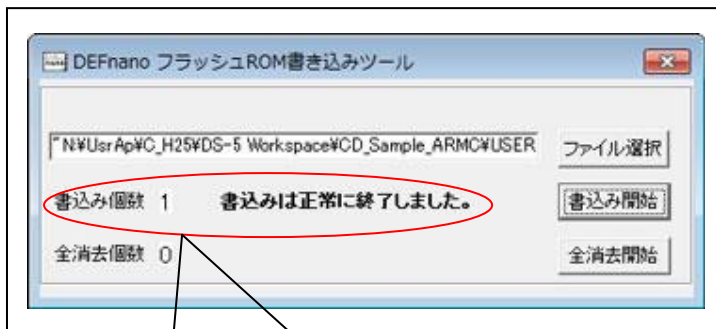 DEFnano フラッシュROM書き込みツール
"N:¥UsrAp¥C_H25¥DS-5 Workspace¥CD_Sample_ARMC¥USER
ファイル選択
書込み個数 1 書込みは正常に終了しました。
書込み開始
全消去個数 0
全消去開始